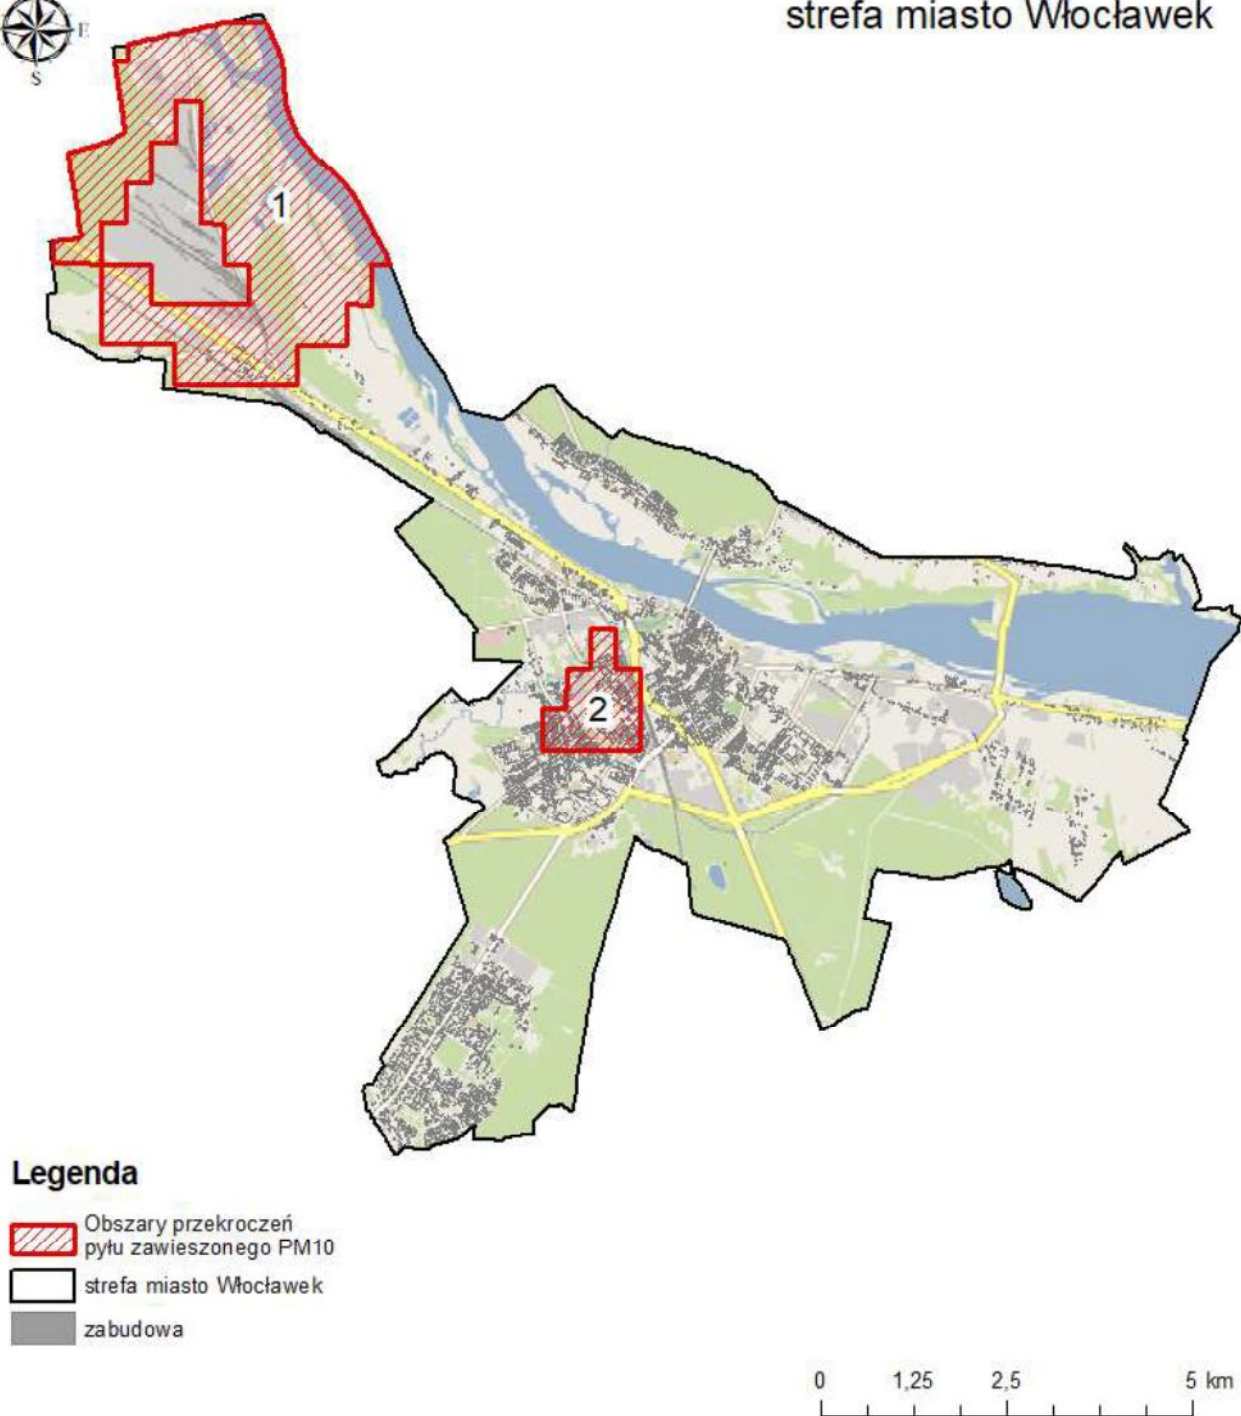 strefa miasto Włocławek
E
S
1
2
Legenda
Obszary przekroczeń
pyłu zawieszonego PM10
strefa miasto Włocławek
zabudowa
0 1,25 2,5 5 km